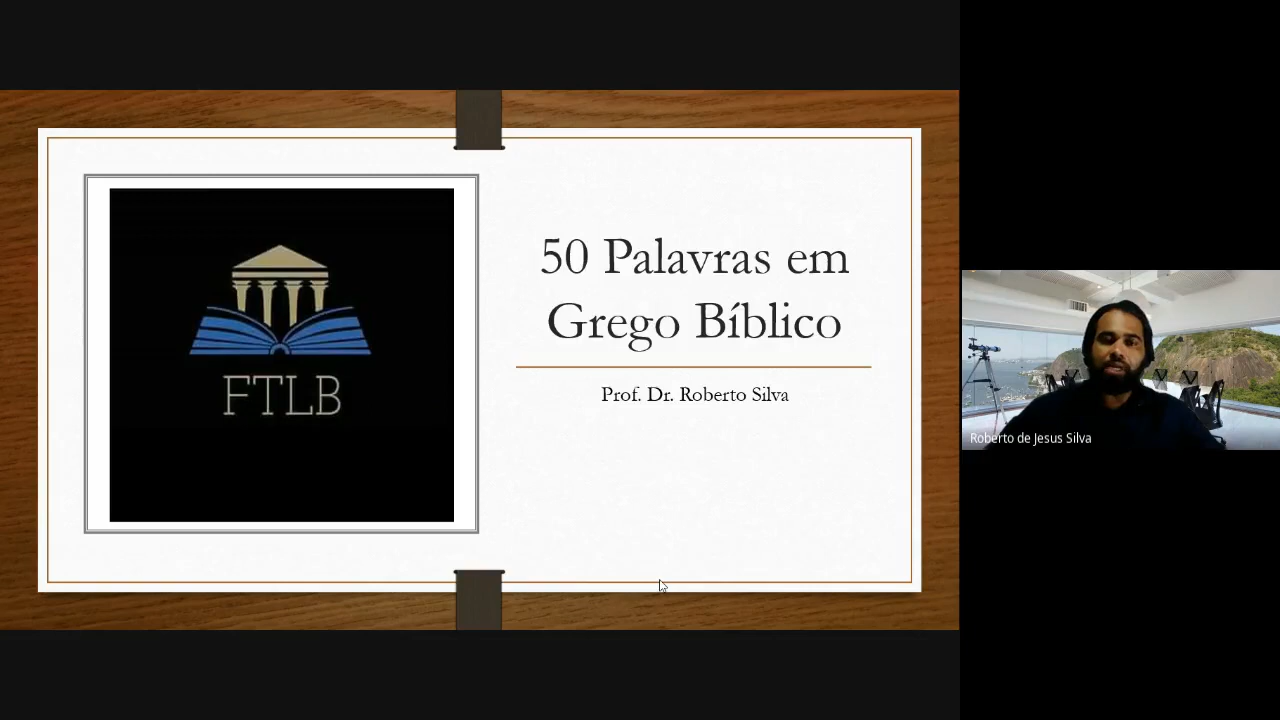 50 Palavras em
Grego Bíblico
Prof. Dr. Roberto Silva
FTLB
Roberto de Jesus Silva